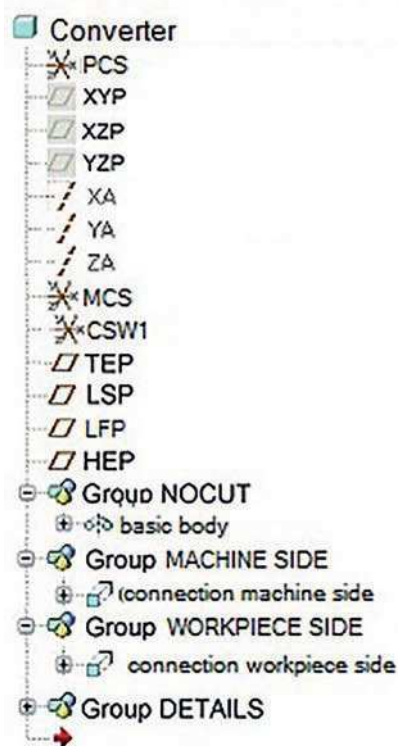 Converter
PCS
XYP
XZP
YZP
XA
YA
ZA
MCS
CSW1
TEP
LSP
LFP
HEP
Group NOCUT
basic body
Group MACHINE SIDE
(connection machine side
Group WORKPIECE SIDE
connection workpiece side
Group DETAILS